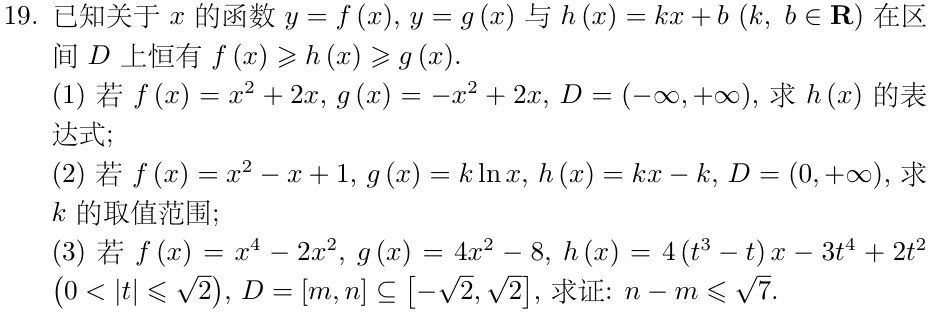 19. 已知关于 x 的函数 y = f (x), y = g (x) 与 h (x) = kx + b (k, b ∈ R) 在区
间 D 上恒有 f (x) ⩾ h (x) ⩾ g (x).
(1) 若 f (x) = x² + 2x, g (x) = −x² + 2x, D = (−∞, +∞), 求 h (x) 的表
达式;
(2) 若 f (x) = x² − x + 1, g (x) = k ln x, h (x) = kx − k, D = (0, +∞), 求
k 的取值范围;
(3) 若 f (x) = x⁴ − 2x², g (x) = 4x² − 8, h (x) = 4 (t³ − t) x − 3t⁴ + 2t²
(0 < |t| ⩽ √2), D = [m, n] ⊆ [−√2, √2], 求证: n − m ⩽ √7.